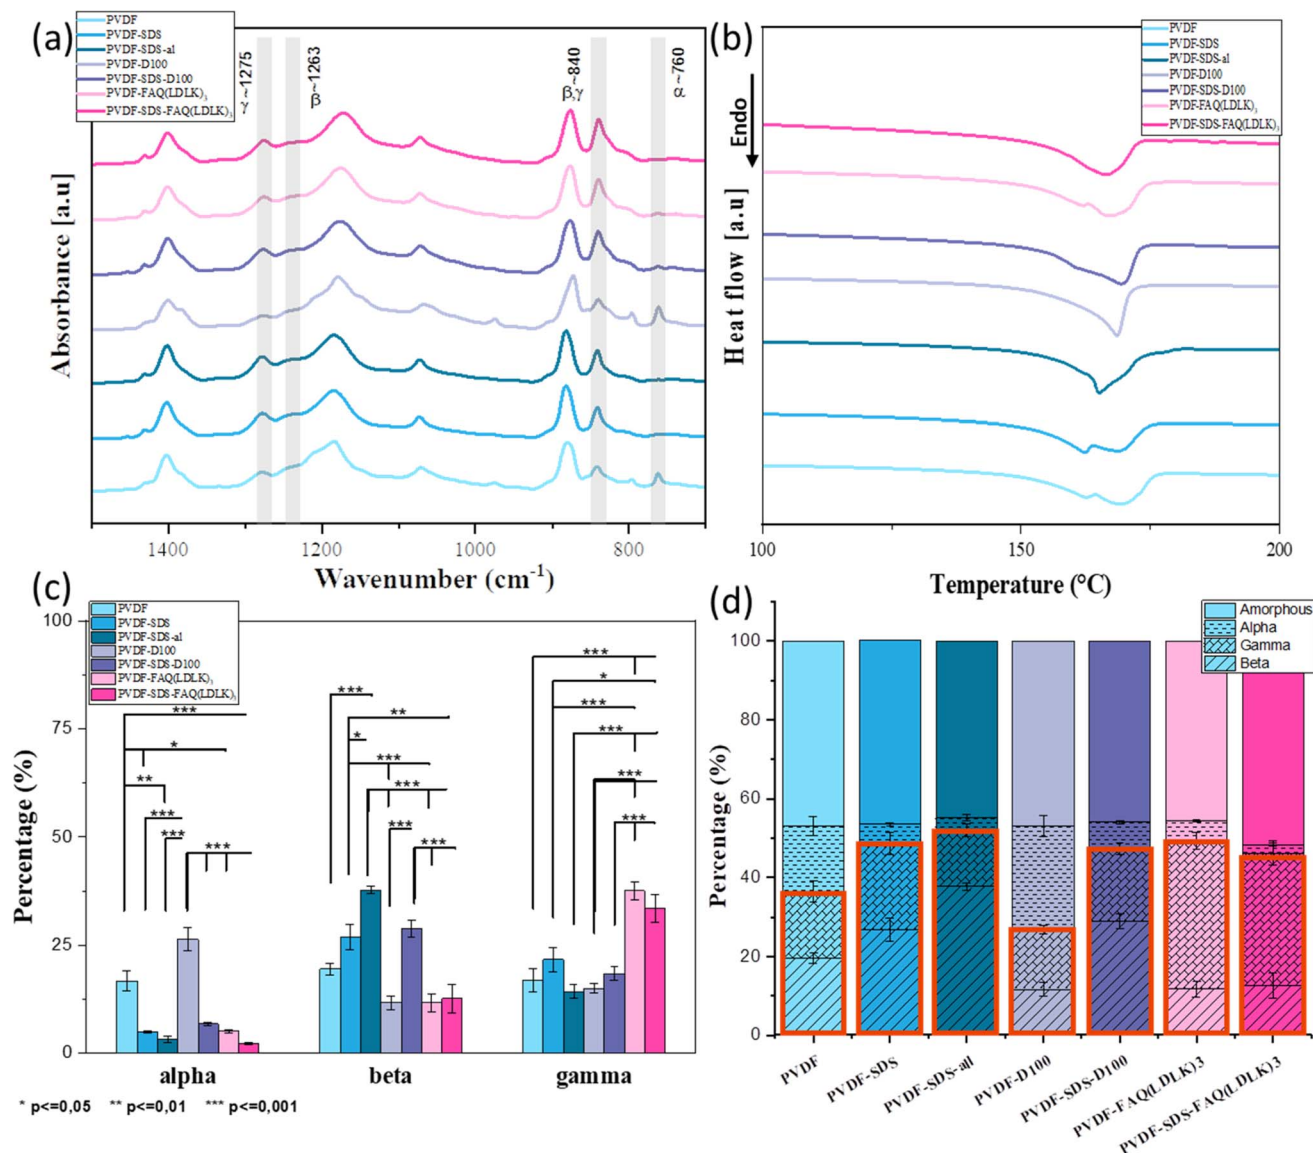 (a)
PVDF
PVDF-SDS
PVDF-SDS-al
PVDF-D100
PVDF-SDS-D100
PVDF-FAQ(LDLK)₃
PVDF-SDS-FAQ(LDLK)₃
γ ~1275
β ~1263
β,γ ~840
α ~760
Absorbance [a.u]
1400
1200
1000
800
Wavenumber (cm⁻¹)
(b)
Endo
PVDF
PVDF-SDS
PVDF-SDS-al
PVDF-D100
PVDF-SDS-D100
PVDF-FAQ(LDLK)₃
PVDF-SDS-FAQ(LDLK)₃
Heat flow [a.u]
100
150
200
Temperature (°C)
(c)
PVDF
PVDF-SDS
PVDF-SDS-al
PVDF-D100
PVDF-SDS-D100
PVDF-FAQ(LDLK)₃
PVDF-SDS-FAQ(LDLK)₃
Percentage (%)
100
75
50
25
0
***
*
**
***
***
***
***
**
*
***
***
***
***
***
*
***
***
***
***
alpha
beta
gamma
* p<=0,05 ** p<=0,01 *** p<=0,001
(d)
Amorphous
Alpha
Gamma
Beta
Percentage (%)
100
80
60
40
20
0
PVDF
PVDF-SDS
PVDF-SDS-all
PVDF-D100
PVDF-SDS-D100
PVDF-FAQ(LDLK)3
PVDF-SDS-FAQ(LDLK)3